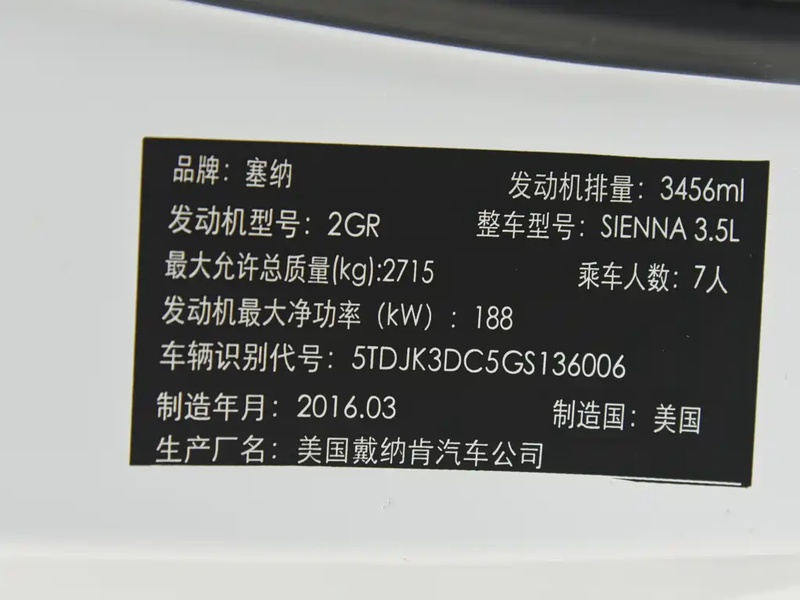 品牌：塞纳 发动机排量：3456ml
发动机型号：2GR 整车型号：SIENNA 3.5L
最大允许总质量(kg):2715 乘车人数：7人
发动机最大净功率（kW）：188
车辆识别代号：5TDJK3DC5GS136006
制造年月：2016.03 制造国：美国
生产厂名：美国戴纳肯汽车公司